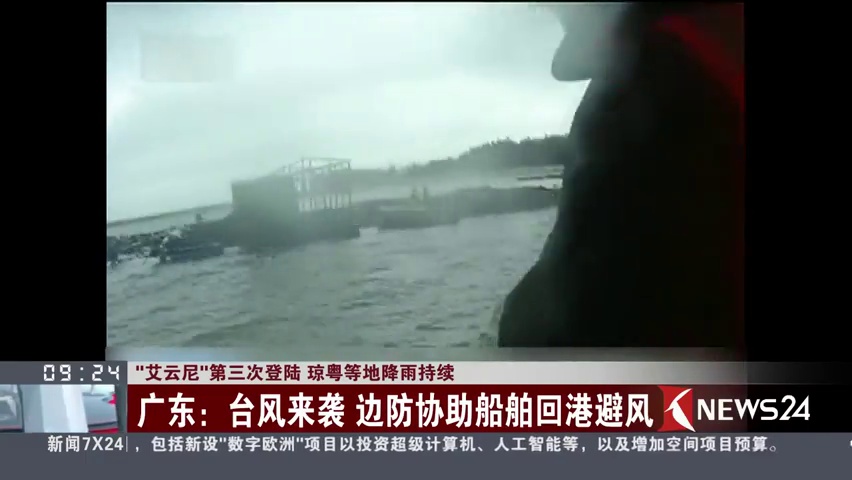 09:24
"艾云尼"第三次登陆 琼粤等地降雨持续
广东：台风来袭 边防协助船舶回港避风
NEWS24
新闻7X24
，包括新设"数字欧洲"项目以投资超级计算机、人工智能等，以及增加空间项目预算。